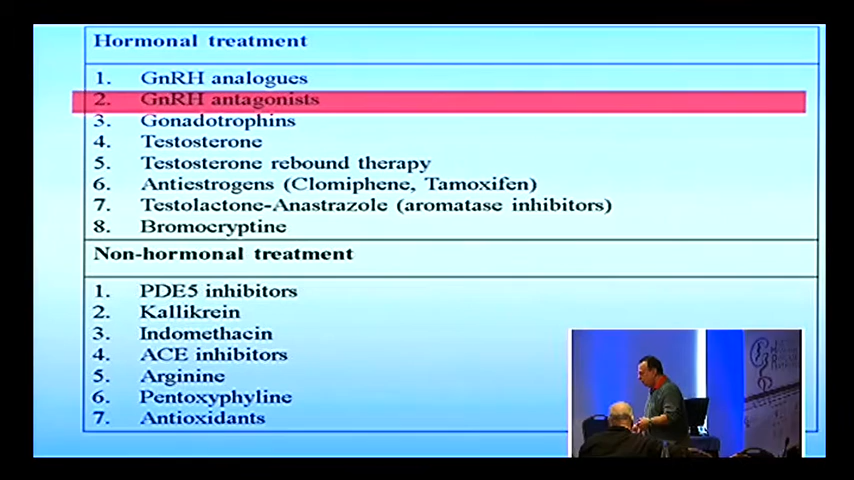 Hormonal treatment
1. GnRH analogues
2. GnRH antagonists
3. Gonadotrophins
4. Testosterone
5. Testosterone rebound therapy
6. Antiestrogens (Clomiphene, Tamoxifen)
7. Testolactone-Anastrazole (aromatase inhibitors)
8. Bromocryptine
Non-hormonal treatment
1. PDE5 inhibitors
2. Kallikrein
3. Indomethacin
4. ACE inhibitors
5. Arginine
6. Pentoxyphyline
7. Antioxidants